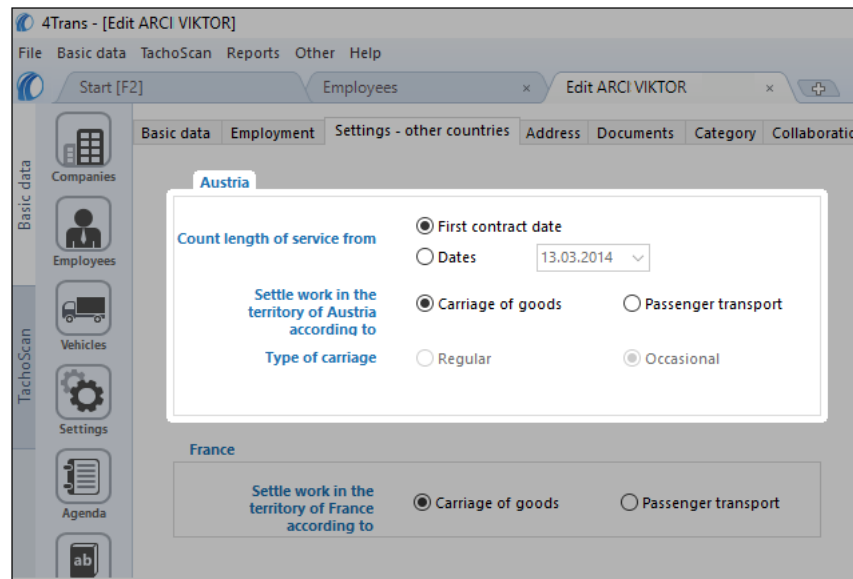 4Trans - [Edit ARCI VIKTOR]
File Basic data TachoScan Reports Other Help
Start [F2] Employees × Edit ARCI VIKTOR ×
Basic data Employment Settings - other countries Address Documents Category Collaboratio
Basic data
TachoScan
Companies
Employees
Vehicles
Settings
Agenda
ab
Austria
Count length of service from
First contract date
Dates 13.03.2014
Settle work in the
territory of Austria
according to
Carriage of goods Passenger transport
Type of carriage Regular Occasional
France
Settle work in the
territory of France
according to
Carriage of goods Passenger transport